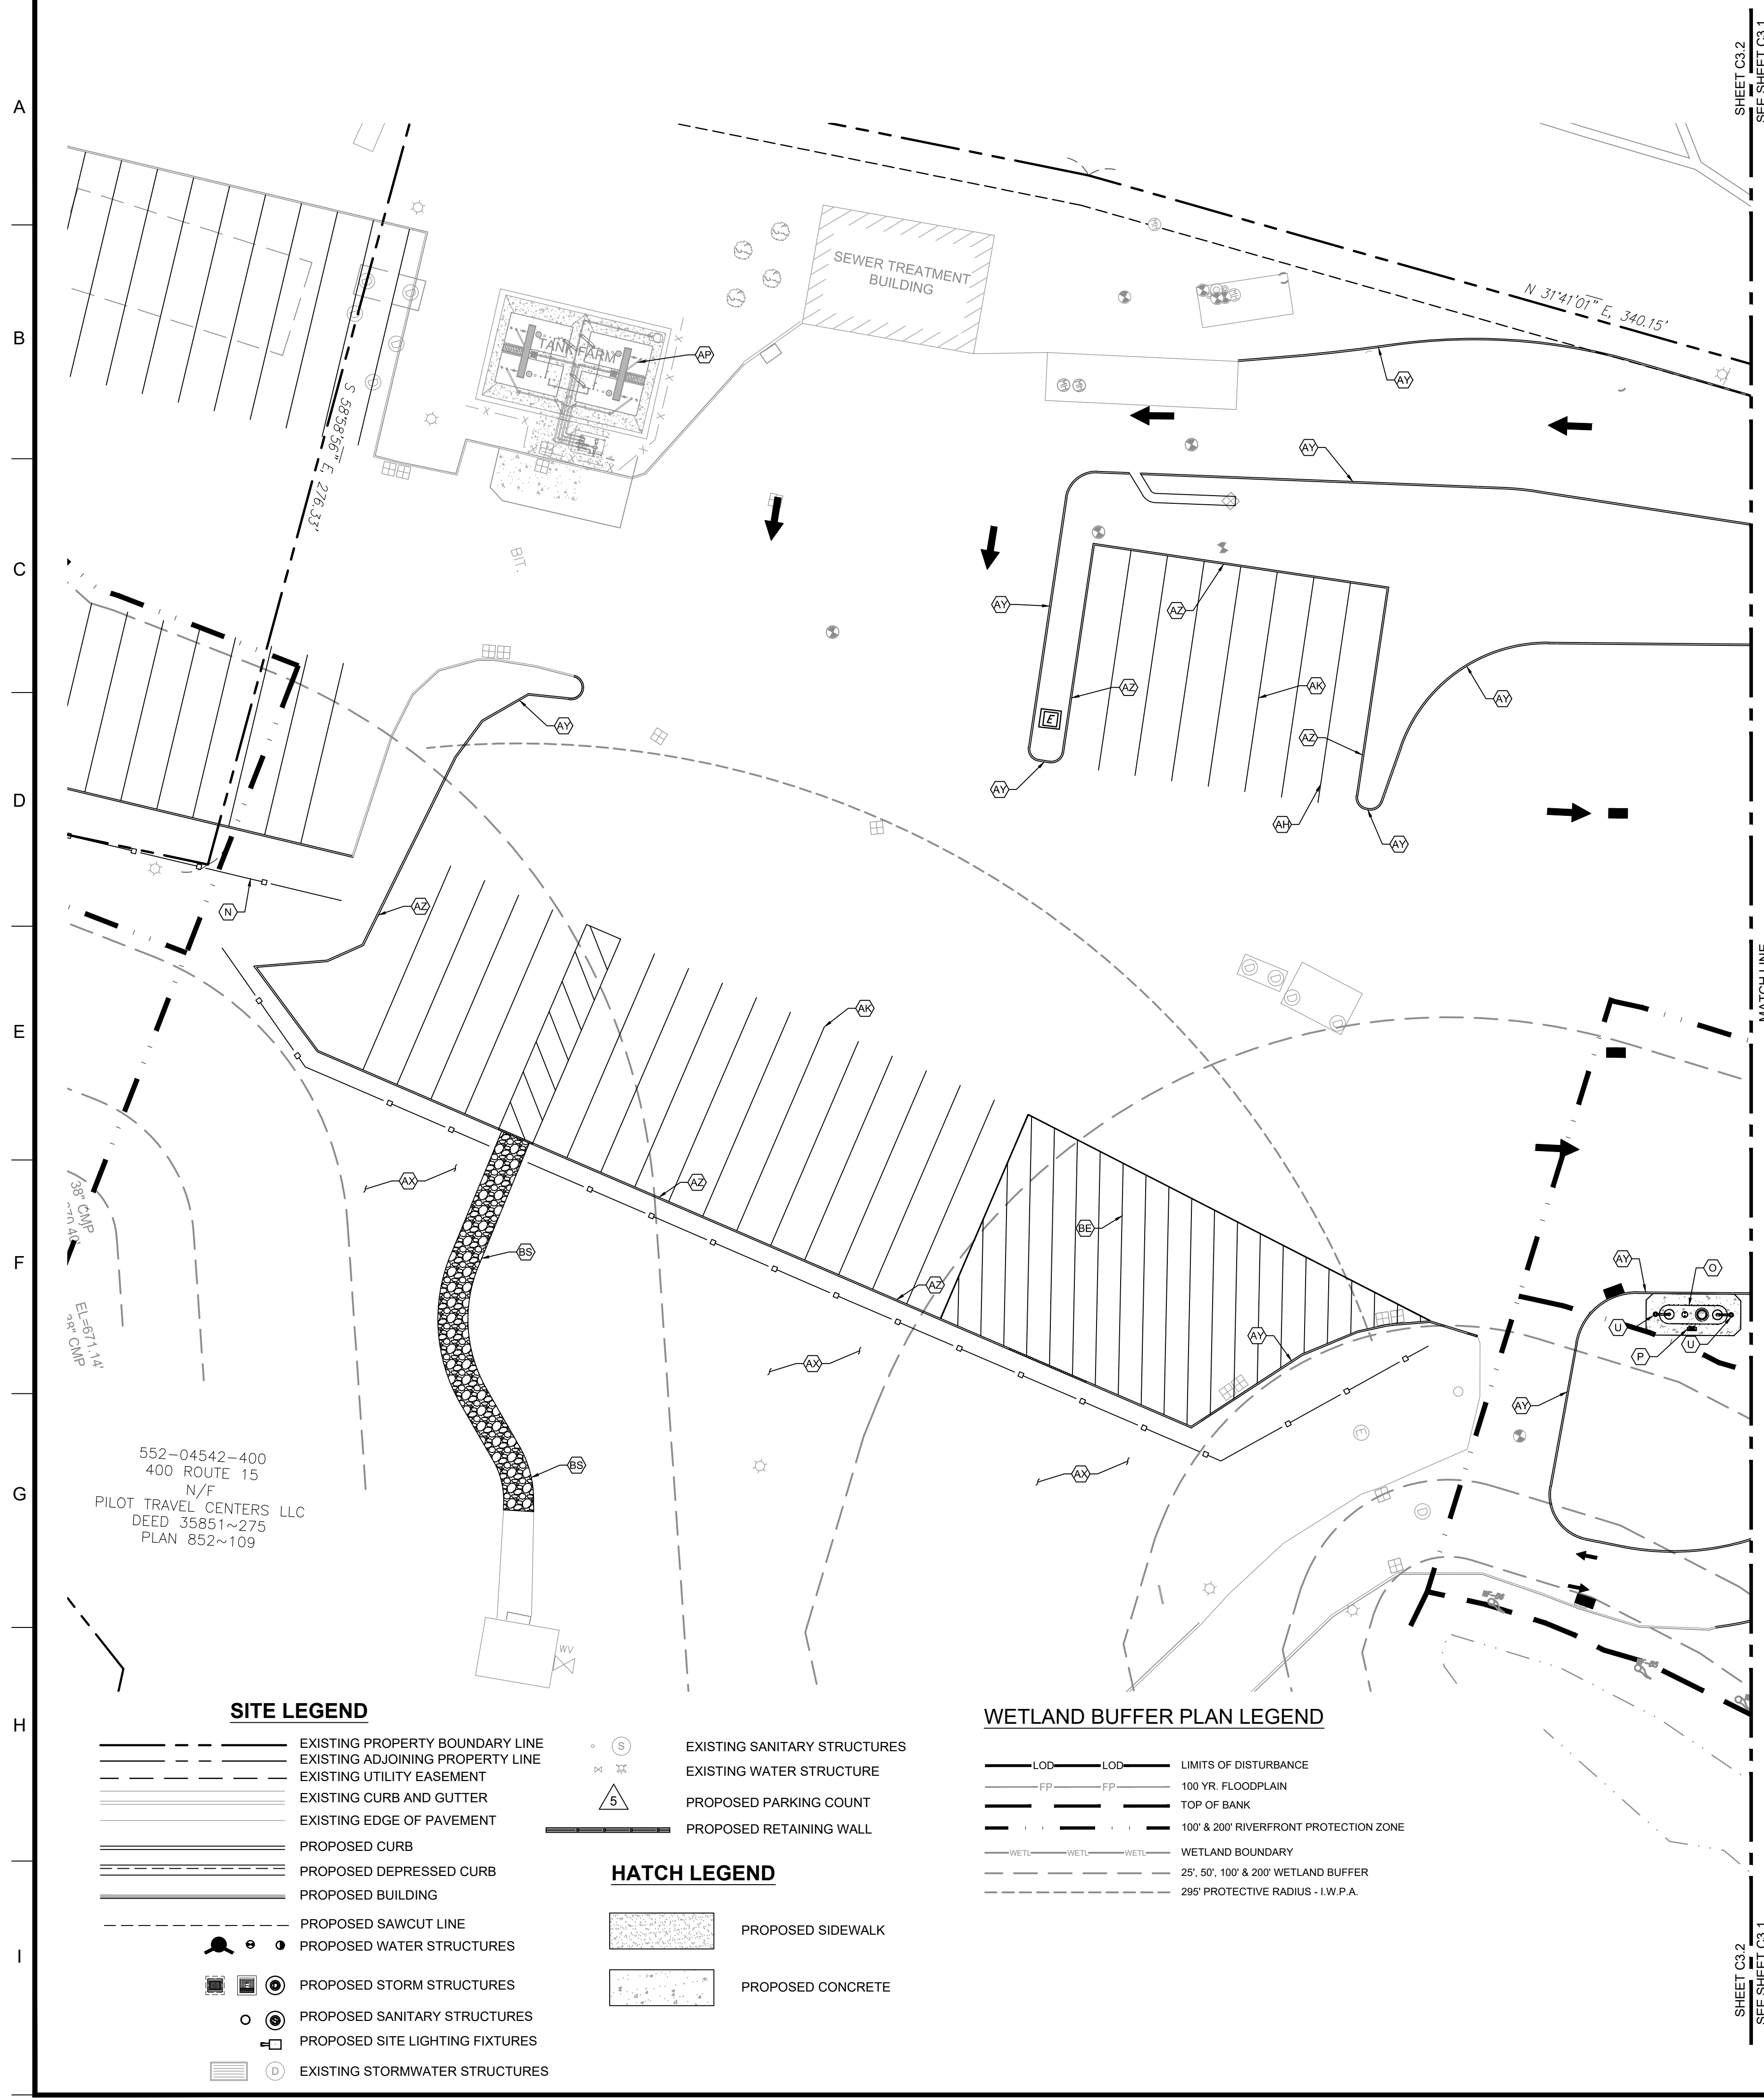 SHEET C3.2
SEE SHEET C3.1
A
B
C
D
E
F
G
H
I
SEWER TREATMENT
BUILDING
N 31°41'01" E, 340.15'
TANK FARM
AP
AY
AY
S 58°58'56" E, 276.33'
BIT.
AY
AZ
AZ
AK
AY
E
AZ
AY
AY
AH
AY
N
AZ
MATCH LINE
AK
AX
AZ
38" CMP
BS
BE
AZ
AY
O
U
U
P
EL=671.14'
38" CMP
AY
AX
AY
BS
AX
E
552-04542-400
400 ROUTE 15
N/F
PILOT TRAVEL CENTERS LLC
DEED 35851~275
PLAN 852~109
WV
SITE LEGEND
EXISTING PROPERTY BOUNDARY LINE
EXISTING ADJOINING PROPERTY LINE
EXISTING UTILITY EASEMENT
EXISTING CURB AND GUTTER
EXISTING EDGE OF PAVEMENT
PROPOSED CURB
PROPOSED DEPRESSED CURB
PROPOSED BUILDING
PROPOSED SAWCUT LINE
PROPOSED WATER STRUCTURES
PROPOSED STORM STRUCTURES
S PROPOSED SANITARY STRUCTURES
PROPOSED SITE LIGHTING FIXTURES
D EXISTING STORMWATER STRUCTURES
S EXISTING SANITARY STRUCTURES
EXISTING WATER STRUCTURE
5 PROPOSED PARKING COUNT
PROPOSED RETAINING WALL
HATCH LEGEND
PROPOSED SIDEWALK
PROPOSED CONCRETE
WETLAND BUFFER PLAN LEGEND
LOD LOD LIMITS OF DISTURBANCE
FP FP 100 YR. FLOODPLAIN
TOP OF BANK
100' & 200' RIVERFRONT PROTECTION ZONE
WETL WETL WETL WETLAND BOUNDARY
25', 50', 100' & 200' WETLAND BUFFER
295' PROTECTIVE RADIUS - I.W.P.A.
SHEET C3.2
SEE SHEET C3.1